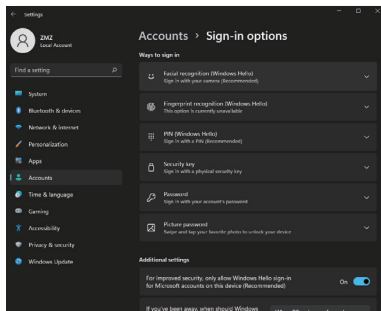 Settings
ZMZ
Local Account
Find a setting
System
Bluetooth & devices
Network & internet
Personalization
Apps
Accounts
Time & language
Gaming
Accessibility
Privacy & security
Windows Update
Accounts > Sign-in options
Ways to sign in
Facial recognition (Windows Hello)
Sign in with your camera (Recommended)
Fingerprint recognition (Windows Hello)
This option is currently unavailable
PIN (Windows Hello)
Sign in with a PIN (Recommended)
Security key
Sign in with a physical security key
Password
Sign in with your account's password
Picture password
Swipe and tap your favorite photo to unlock your device
Additional settings
For improved security, only allow Windows Hello sign-in
for Microsoft accounts on this device (Recommended)
On
If you've been away, when should Windows